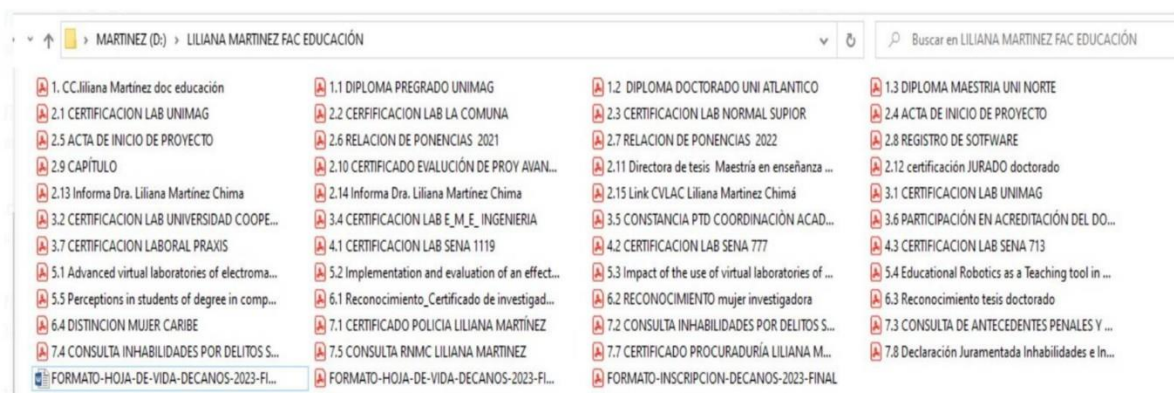 MARTINEZ (D:) > LILIANA MARTINEZ FAC EDUCACIÓN
Buscar en LILIANA MARTINEZ FAC EDUCACIÓN
1. CC.liliana Martínez doc educación 1.1 DIPLOMA PREGRADO UNIMAG 1.2 DIPLOMA DOCTORADO UNI ATLANTICO 1.3 DIPLOMA MAESTRIA UNI NORTE
2.1 CERTIFICACION LAB UNIMAG 2.2 CERFIFICACION LAB LA COMUNA 2.3 CERTIFICACION LAB NORMAL SUPIOR 2.4 ACTA DE INICIO DE PROYECTO
2.5 ACTA DE INICIO DE PROYECTO 2.6 RELACION DE PONENCIAS 2021 2.7 RELACION DE PONENCIAS 2022 2.8 REGISTRO DE SOTFWARE
2.9 CAPÍTULO 2.10 CERTIFICADO EVALUCIÓN DE PROY AVAN... 2.11 Directora de tesis Maestría en enseñanza ... 2.12 certificación JURADO doctorado
2.13 Informa Dra. Liliana Martínez Chima 2.14 Informa Dra. Liliana Martínez Chima 2.15 Link CVLAC Liliana Martinez Chimá 3.1 CERTIFICACION LAB UNIMAG
3.2 CERTIFICACION LAB UNIVERSIDAD COOPE... 3.4 CERTIFICACION LAB E_M_E_ INGENIERIA 3.5 CONSTANCIA PTD COORDINACIÒN ACAD... 3.6 PARTICIPACIÓN EN ACREDITACIÓN DEL DO...
3.7 CERTIFICACION LABORAL PRAXIS 4.1 CERTIFICACION LAB SENA 1119 4.2 CERTIFICACION LAB SENA 777 4.3 CERTIFICACION LAB SENA 713
5.1 Advanced virtual laboratories of electroma... 5.2 Implementation and evaluation of an effect... 5.3 Impact of the use of virtual laboratories of ... 5.4 Educational Robotics as a Teaching tool in ...
5.5 Perceptions in students of degree in comp... 6.1 Reconocimiento_Certificado de investigad... 6.2 RECONOCIMIENTO mujer investigadora 6.3 Reconocimiento tesis doctorado
6.4 DISTINCION MUJER CARIBE 7.1 CERTIFICADO POLICIA LILIANA MARTÍNEZ 7.2 CONSULTA INHABILIDADES POR DELITOS S... 7.3 CONSULTA DE ANTECEDENTES PENALES Y ...
7.4 CONSULTA INHABILIDADES POR DELITOS S... 7.5 CONSULTA RNMC LILIANA MARTINEZ 7.7 CERTIFICADO PROCURADURÍA LILIANA M... 7.8 Declaración Juramentada Inhabilidades e In...
FORMATO-HOJA-DE-VIDA-DECANOS-2023-FI... FORMATO-HOJA-DE-VIDA-DECANOS-2023-FI... FORMATO-INSCRIPCION-DECANOS-2023-FINAL